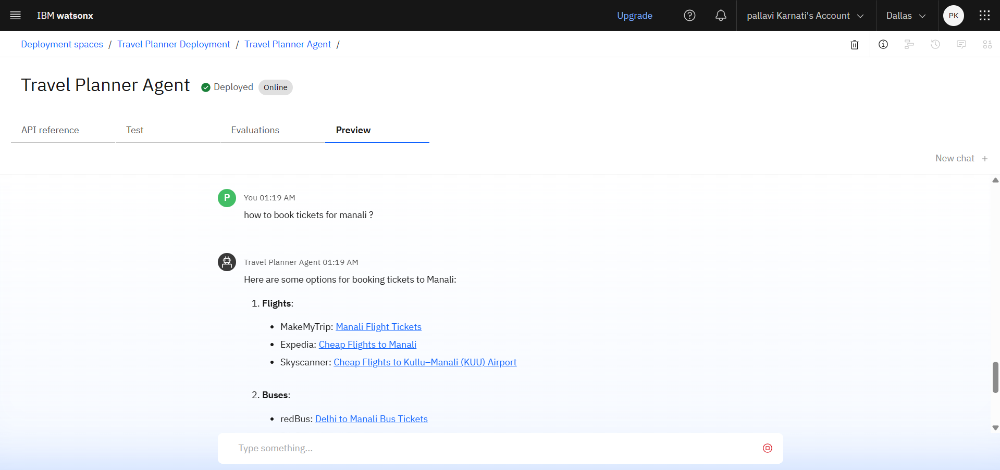 IBM watsonx
Upgrade
pallavi Karnati's Account
Dallas
PK
Deployment spaces / Travel Planner Deployment / Travel Planner Agent /
Travel Planner Agent
Deployed
Online
API reference
Test
Evaluations
Preview
New chat +
P
You 01:19 AM
how to book tickets for manali ?
Travel Planner Agent 01:19 AM
Here are some options for booking tickets to Manali:
1. Flights:
• MakeMyTrip: Manali Flight Tickets
• Expedia: Cheap Flights to Manali
• Skyscanner: Cheap Flights to Kullu–Manali (KUU) Airport
2. Buses:
• redBus: Delhi to Manali Bus Tickets
Type something...